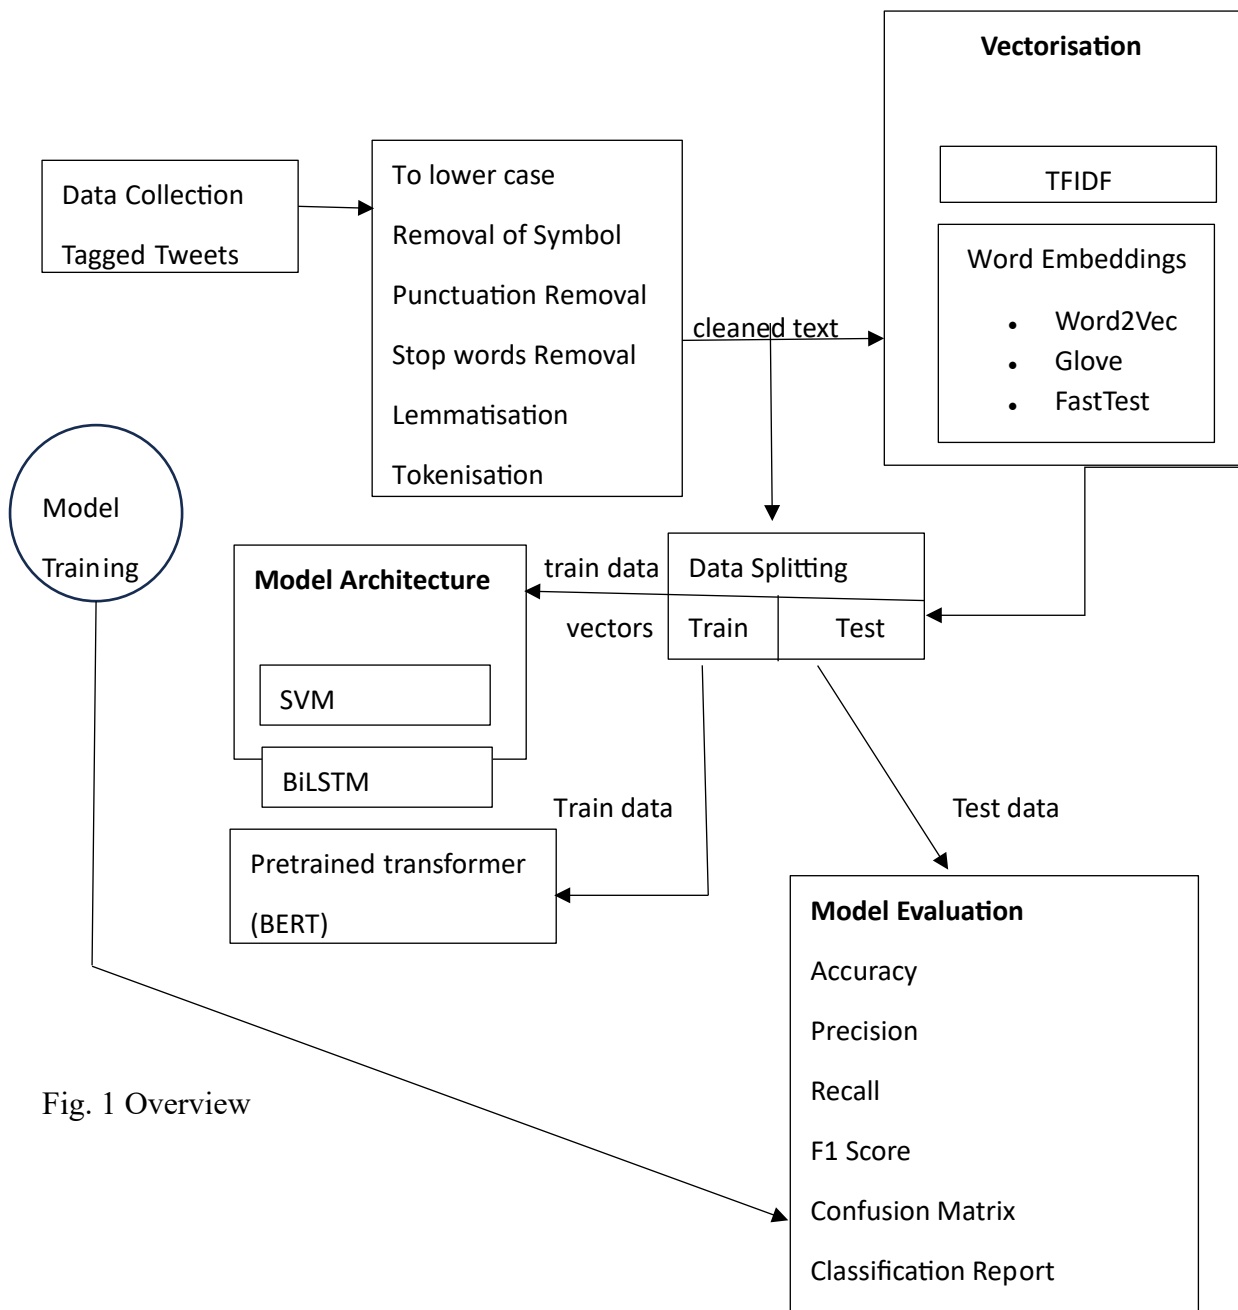 Vectorisation
TFIDF
Word Embeddings
• Word2Vec
• Glove
• FastTest
Data Collection
Tagged Tweets
To lower case
Removal of Symbol
Punctuation Removal
Stop words Removal
Lemmatisation
Tokenisation
cleaned text
Model
Training
Model Architecture
SVM
BiLSTM
train data
vectors
Data Splitting
Train
Test
Train data
Test data
Pretrained transformer
(BERT)
Model Evaluation
Accuracy
Precision
Recall
F1 Score
Confusion Matrix
Classification Report
Fig. 1 Overview